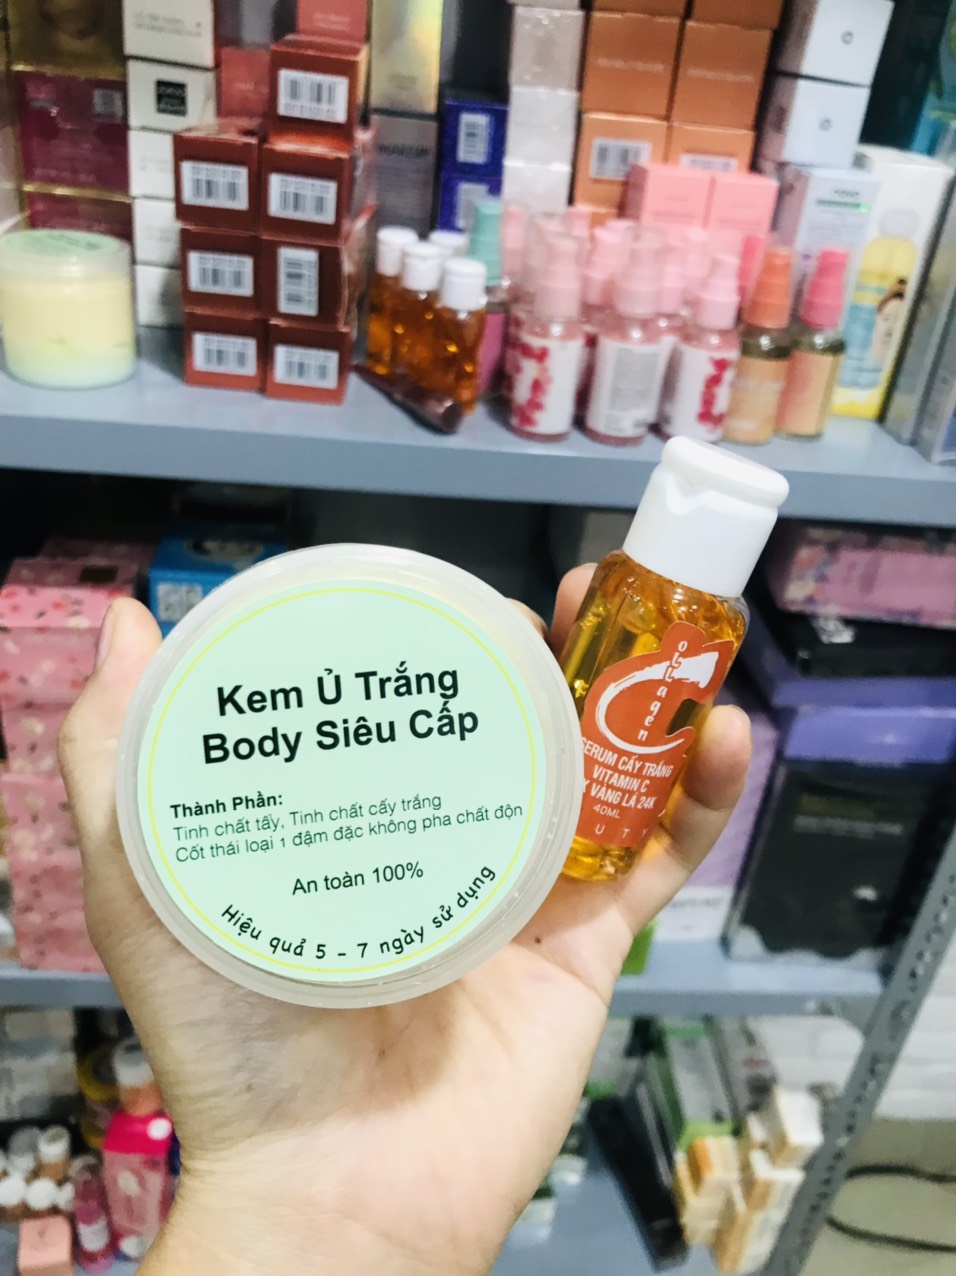 Kem Ủ Trắng
Body Siêu Cấp
Thành Phần:
Tinh chất tẩy, Tinh chất cấy trắng
Cốt thái loại 1 đậm đặc không pha chất độn
An toàn 100%
Hiệu quả 5 - 7 ngày sử dụng
Collagen
SERUM CẤY TRẮNG
VITAMIN C
X VÀNG LÁ 24K
40ML